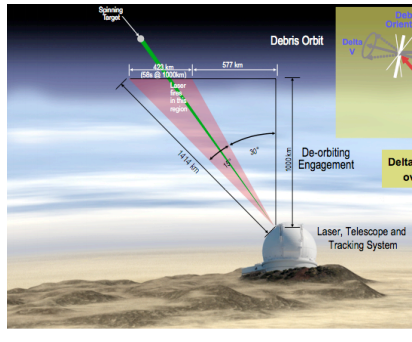 Spinning
Target
Debris Orbit
Delta
V
423 km
(58s @ 1000km)
577 km
Laser
fires
in this
region
1414 km
15°
30°
1000 km
De-orbiting
Engagement
Delta
Laser, Telescope and
Tracking System